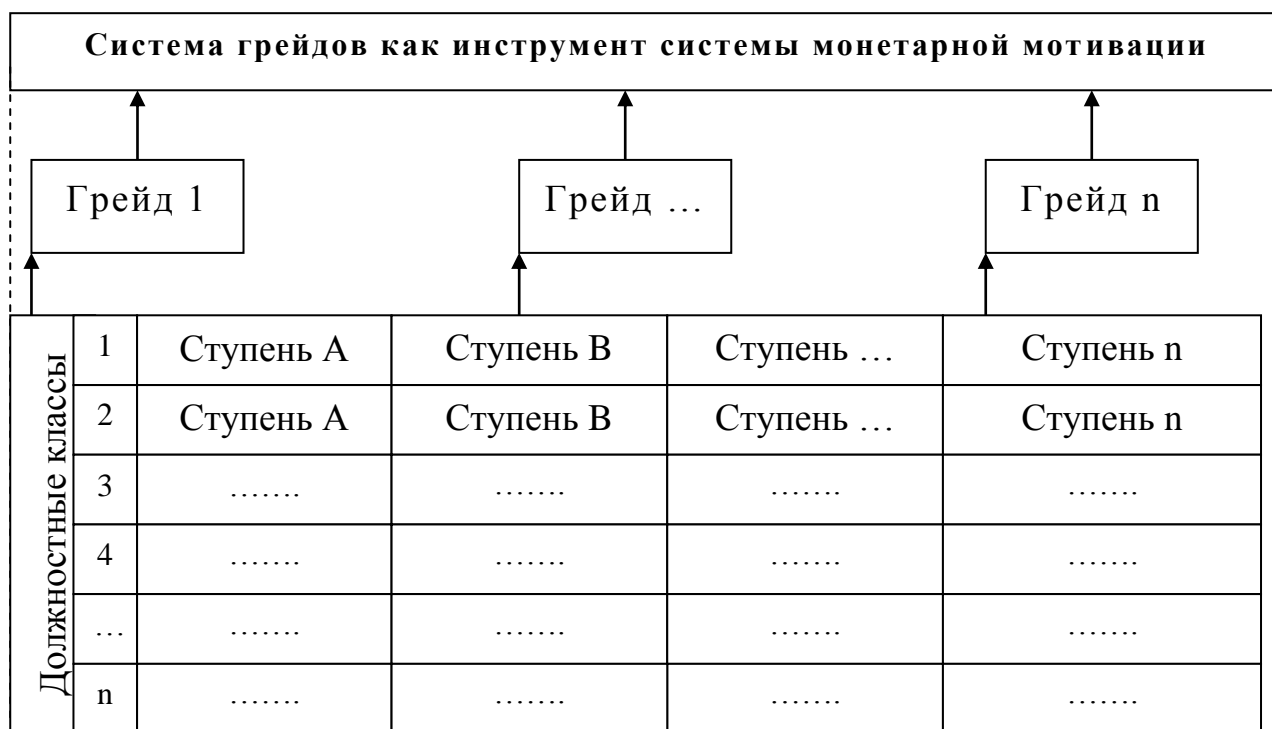 Система грейдов как инструмент системы монетарной мотивации
Грейд 1 Грейд … Грейд n
Должностные классы
1 Ступень А Ступень В Ступень … Ступень n
2 Ступень А Ступень В Ступень … Ступень n
3 ……. ……. ……. …….
4 ……. ……. ……. …….
… ……. ……. ……. …….
n ……. ……. ……. …….